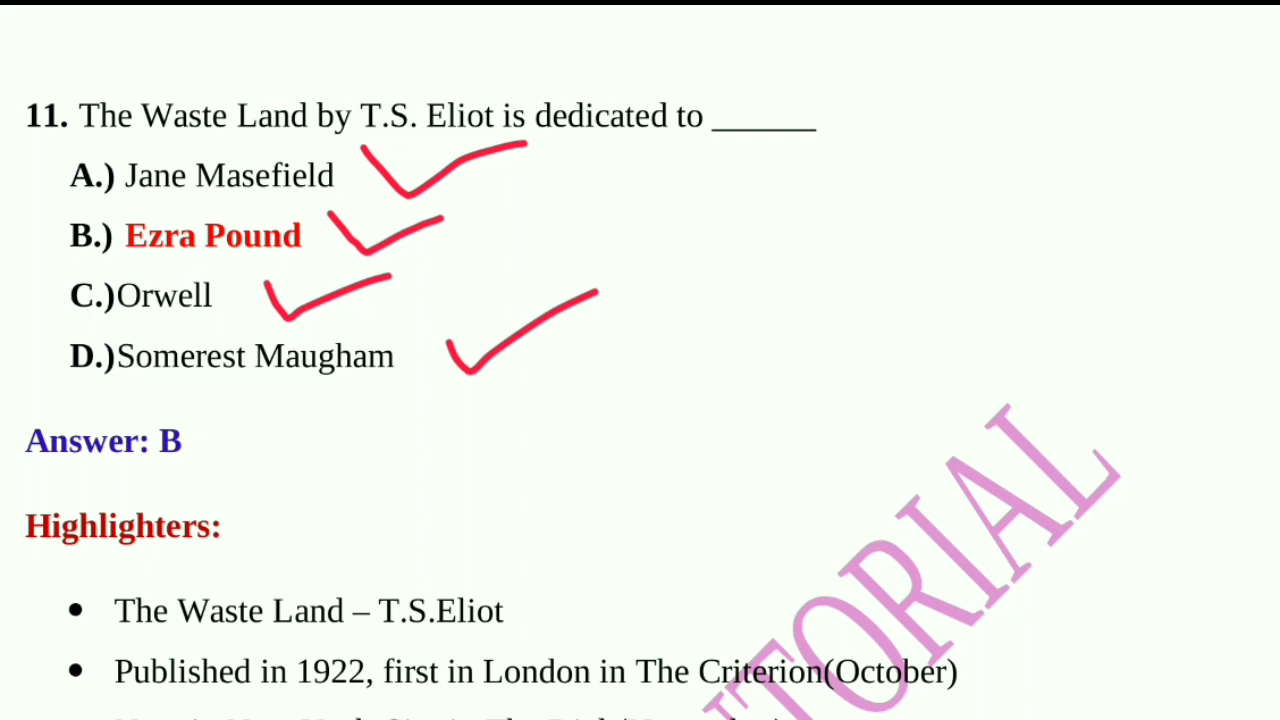 11. The Waste Land by T.S. Eliot is dedicated to ______
A.) Jane Masefield
B.) Ezra Pound
C.)Orwell
D.)Somerest Maugham
Answer: B
Highlighters:
• The Waste Land – T.S.Eliot
• Published in 1922, first in London in The Criterion(October)
TORIAL